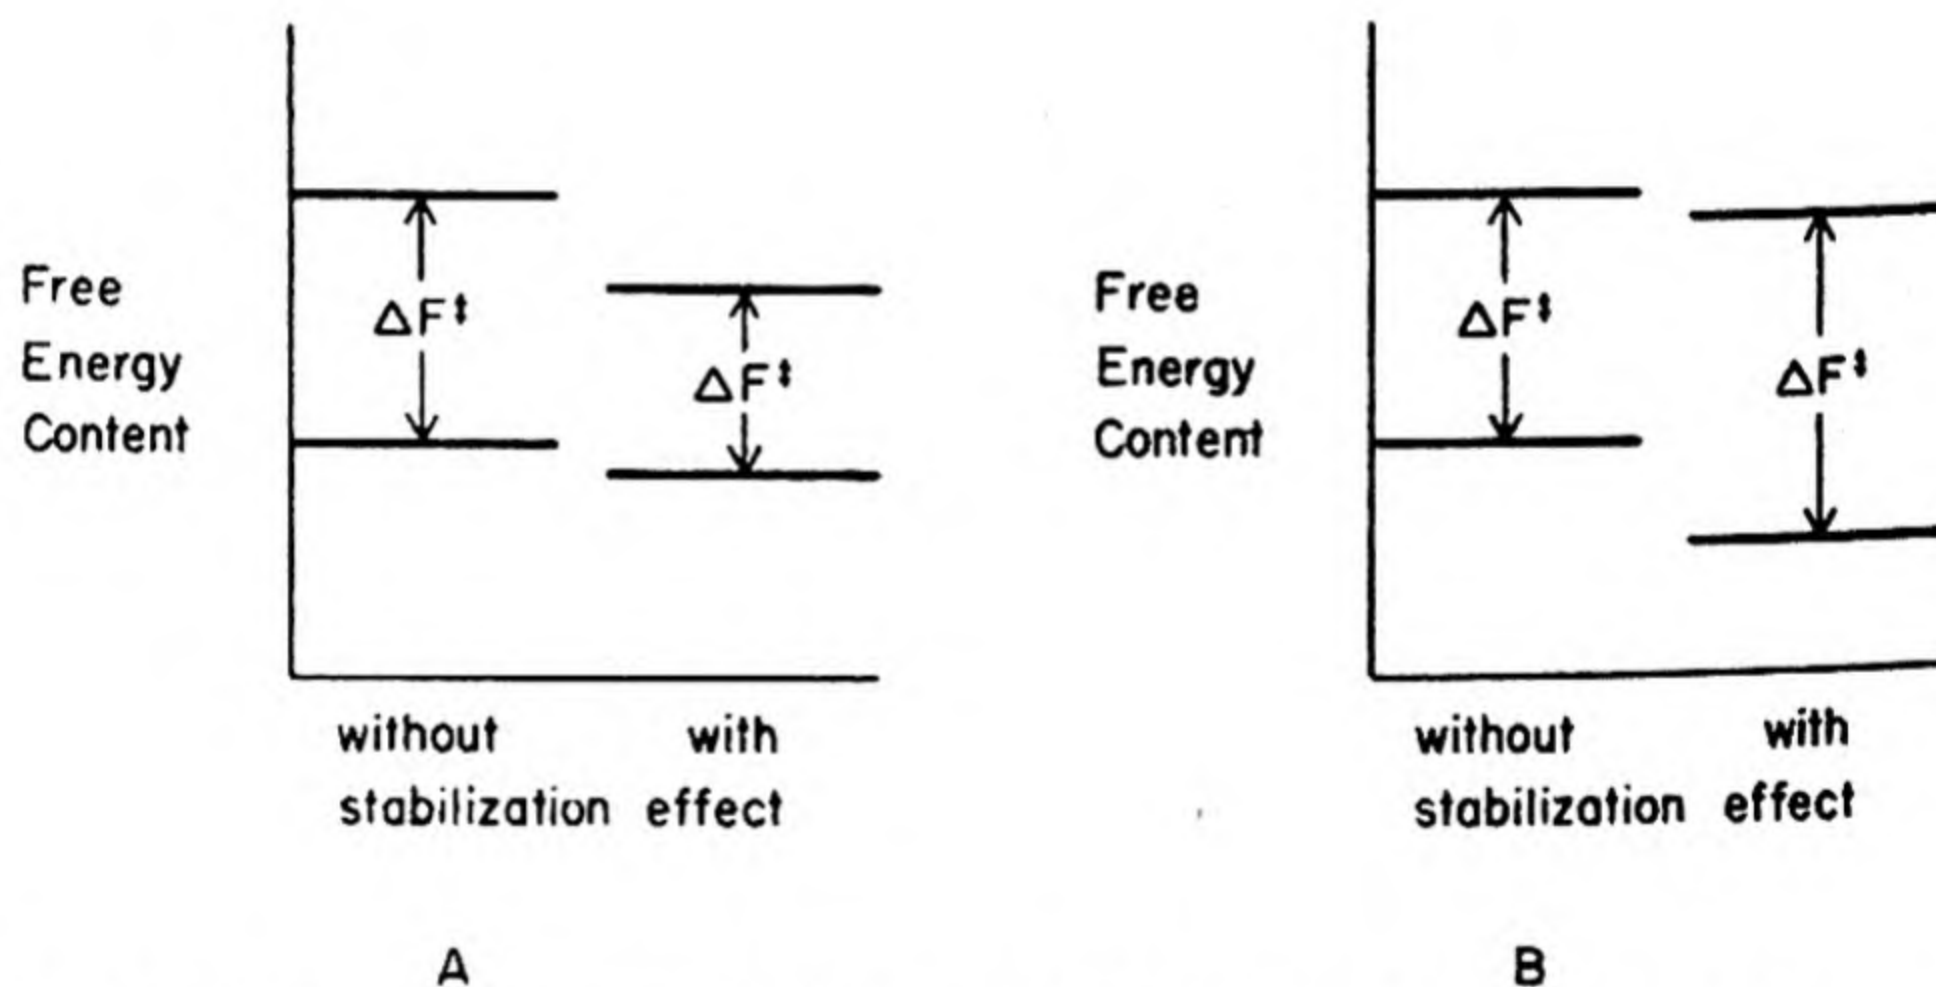 Free
Energy
Content
ΔF‡
ΔF‡
without with
stabilization effect
A
Free
Energy
Content
ΔF‡
ΔF‡
without with
stabilization effect
B